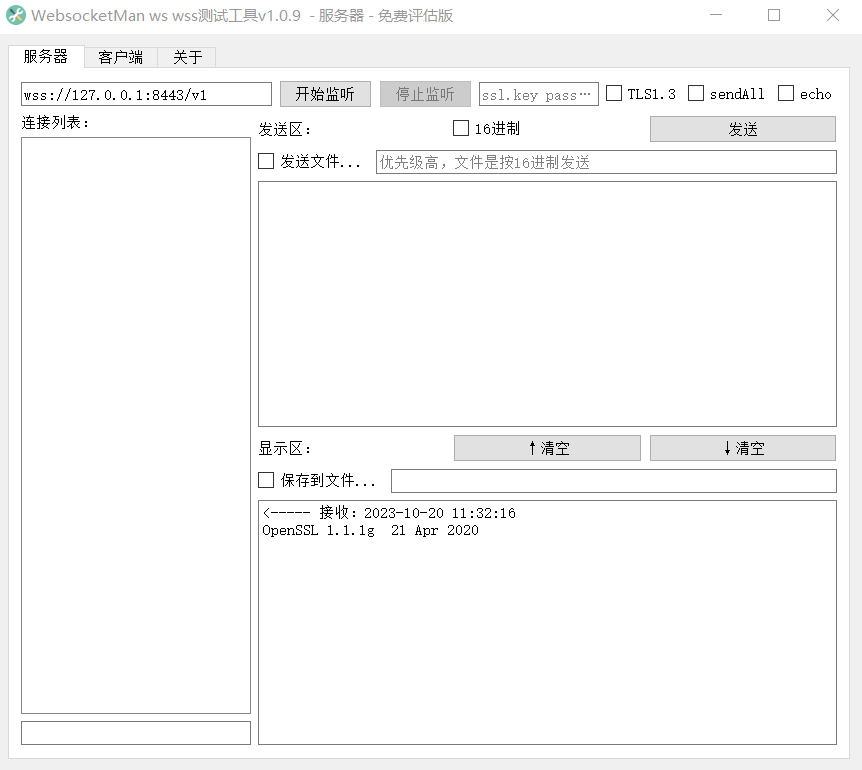 WebsocketMan ws wss测试工具v1.0.9 - 服务器 - 免费评估版
服务器 客户端 关于
wss://127.0.0.1:8443/v1 开始监听 停止监听 ssl.key pass… TLS1.3 sendAll echo
连接列表：
发送区： 16进制 发送
发送文件... 优先级高，文件是按16进制发送
显示区： ↑清空 ↓清空
保存到文件...
<----- 接收：2023-10-20 11:32:16
OpenSSL 1.1.1g  21 Apr 2020